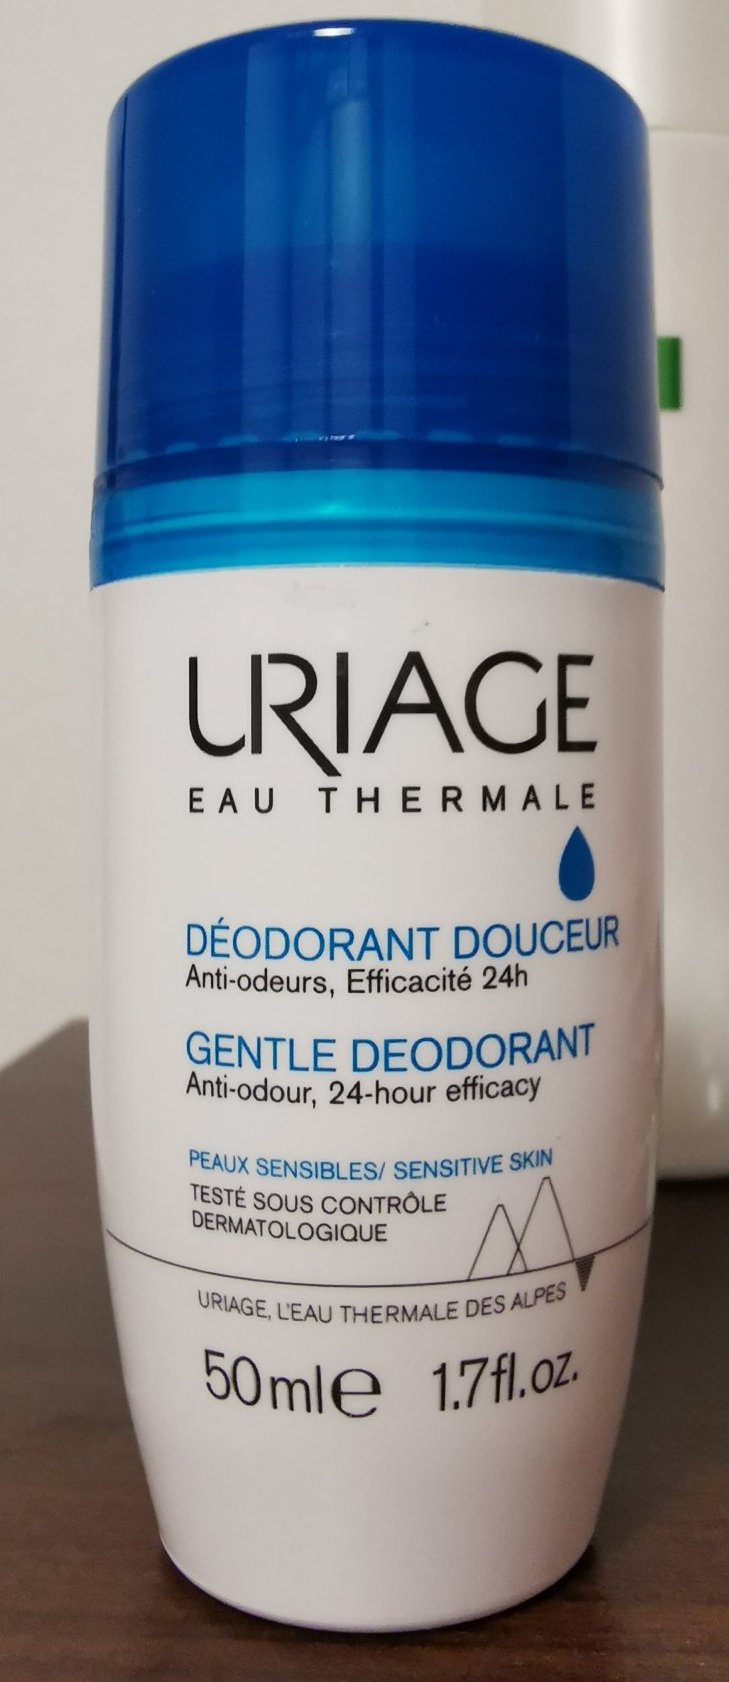 URIAGE
EAU THERMALE
DÉODORANT DOUCEUR
Anti-odeurs, Efficacité 24h
GENTLE DEODORANT
Anti-odour, 24-hour efficacy
PEAUX SENSIBLES/ SENSITIVE SKIN
TESTÉ SOUS CONTRÔLE
DERMATOLOGIQUE
URIAGE, L'EAU THERMALE DES ALPES
50ml℮ 1.7fl.oz.